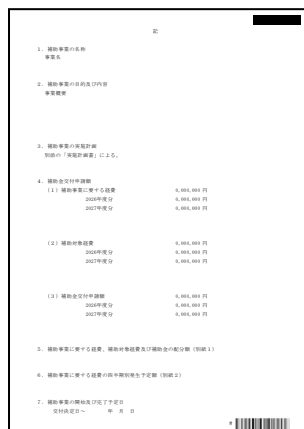 記
1．補助事業の名称
事業名
2．補助事業の目的及び内容
事業概要
3．補助事業の実施計画
別添の「実施計画書」による。
4．補助金交付申請額
（1）補助事業に要する経費 0,000,000 円
2026年度分 0,000,000 円
2027年度分 0,000,000 円
（2）補助対象経費 0,000,000 円
2026年度分 0,000,000 円
2027年度分 0,000,000 円
（3）補助金交付申請額 0,000,000 円
2026年度分 0,000,000 円
2027年度分 0,000,000 円
5．補助事業に要する経費、補助対象経費及び補助金の配分額（別紙1）
6．補助事業に要する経費の四半期別発生予定額（別紙2）
7．補助事業の開始及び完了予定日
交付決定日～ 年 月 日